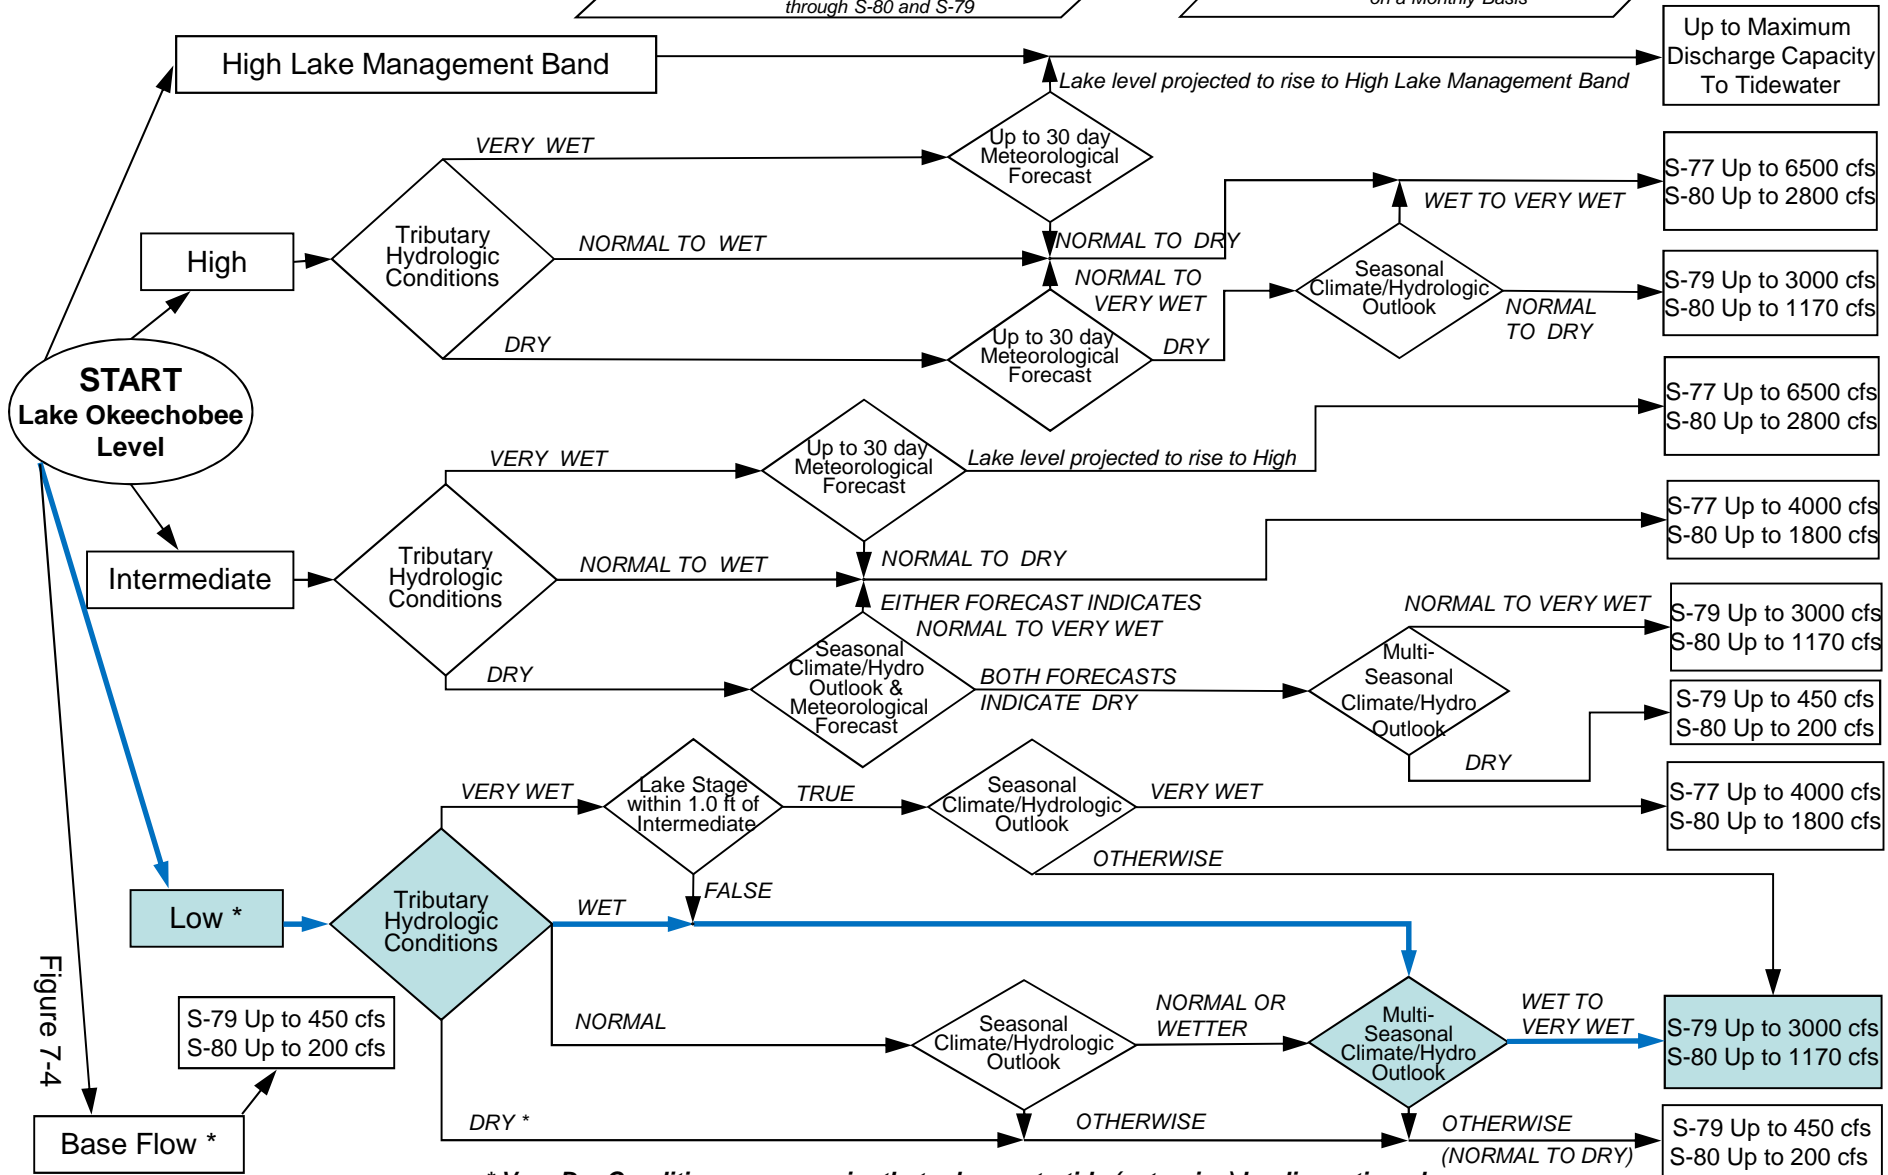 through S-80 and S-79
on a Monthly Basis
High Lake Management Band
Lake level projected to rise to High Lake Management Band
Up to Maximum
Discharge Capacity
To Tidewater
VERY WET
Up to 30 day
Meteorological
Forecast
S-77 Up to 6500 cfs
S-80 Up to 2800 cfs
WET TO VERY WET
High
Tributary
Hydrologic
Conditions
NORMAL TO WET
NORMAL TO DRY
NORMAL TO
VERY WET
Seasonal
Climate/Hydrologic
Outlook
NORMAL
TO DRY
S-79 Up to 3000 cfs
S-80 Up to 1170 cfs
DRY
Up to 30 day
Meteorological
Forecast
DRY
START
Lake Okeechobee
Level
S-77 Up to 6500 cfs
S-80 Up to 2800 cfs
VERY WET
Up to 30 day
Meteorological
Forecast
Lake level projected to rise to High
S-77 Up to 4000 cfs
S-80 Up to 1800 cfs
Intermediate
Tributary
Hydrologic
Conditions
NORMAL TO WET
NORMAL TO DRY
EITHER FORECAST INDICATES
NORMAL TO VERY WET
NORMAL TO VERY WET
S-79 Up to 3000 cfs
S-80 Up to 1170 cfs
DRY
Seasonal
Climate/Hydro
Outlook &
Meteorological
Forecast
BOTH FORECASTS
INDICATE DRY
Multi-
Seasonal
Climate/Hydro
Outlook
DRY
S-79 Up to 450 cfs
S-80 Up to 200 cfs
VERY WET
Lake Stage
within 1.0 ft of
Intermediate
TRUE
Seasonal
Climate/Hydrologic
Outlook
VERY WET
S-77 Up to 4000 cfs
S-80 Up to 1800 cfs
OTHERWISE
FALSE
Low *
Tributary
Hydrologic
Conditions
WET
NORMAL
Seasonal
Climate/Hydrologic
Outlook
NORMAL OR
WETTER
Multi-
Seasonal
Climate/Hydro
Outlook
WET TO
VERY WET
S-79 Up to 3000 cfs
S-80 Up to 1170 cfs
Figure 7-4
S-79 Up to 450 cfs
S-80 Up to 200 cfs
Base Flow *
DRY *
OTHERWISE
OTHERWISE
(NORMAL TO DRY)
S-79 Up to 450 cfs
S-80 Up to 200 cfs